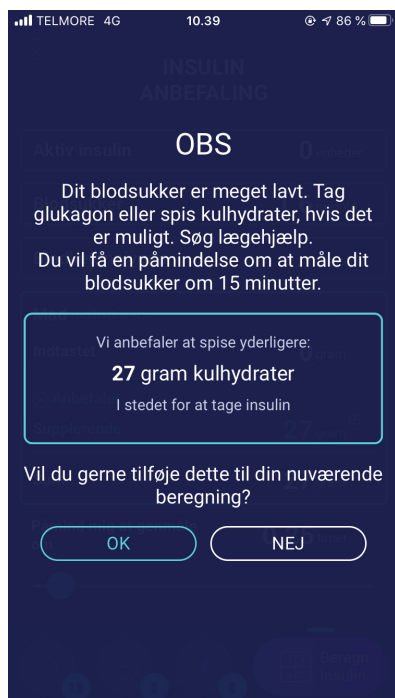 TELMORE 4G 10.39 86 %
INSULIN
ANBEFALING
Aktiv insulin 0
OBS
Dit blodsukker er meget lavt. Tag
glukagon eller spis kulhydrater, hvis det
er muligt. Søg lægehjælp.
Du vil få en påmindelse om at måle dit
blodsukker om 15 minutter.
Vi anbefaler at spise yderligere:
27 gram kulhydrater
I stedet for at tage insulin
Vil du gerne tilføje dette til din nuværende
beregning?
OK NEJ
Beregn
insulin